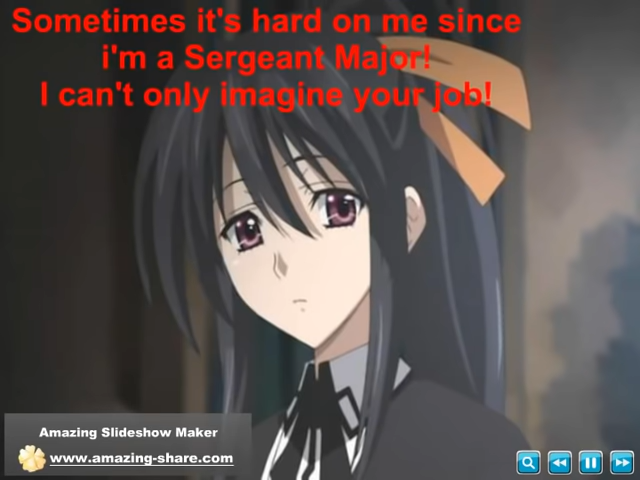 Sometimes it's hard on me since
i'm a Sergeant Major!
I can't only imagine your job!
Amazing Slideshow Maker
www.amazing-share.com